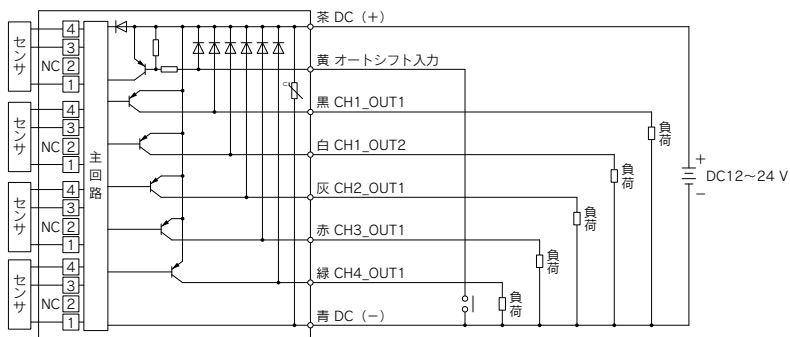 センサ
4
3
NC 2
1
センサ
4
3
NC 2
1
センサ
4
3
NC 2
1
センサ
4
3
NC 2
1
主回路
茶 DC（+）
黄 オートシフト入力
黒 CH1_OUT1
白 CH1_OUT2
灰 CH2_OUT1
赤 CH3_OUT1
緑 CH4_OUT1
青 DC（−）
負荷
負荷
負荷
負荷
負荷
+
DC12〜24 V
−